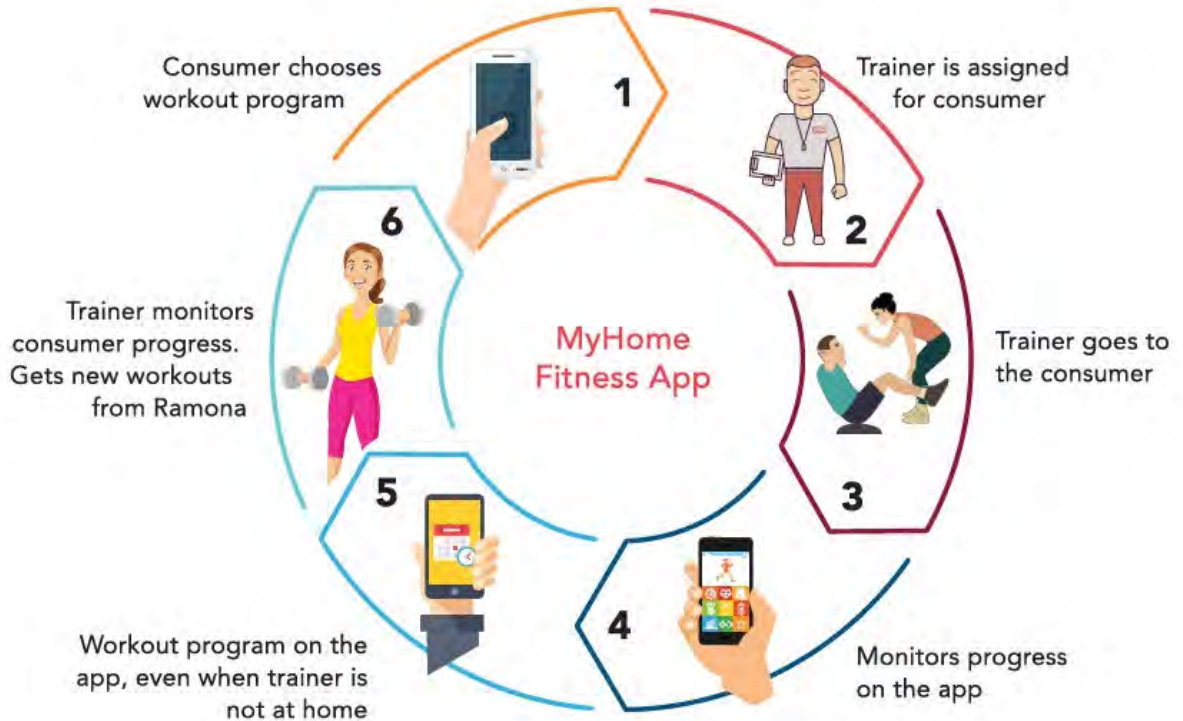 Consumer chooses
workout program
1
Trainer is assigned
for consumer
2
Trainer goes to
the consumer
3
Monitors progress
on the app
4
Workout program on the
app, even when trainer is
not at home
5
Trainer monitors
consumer progress.
Gets new workouts
from Ramona
6
MyHome
Fitness App